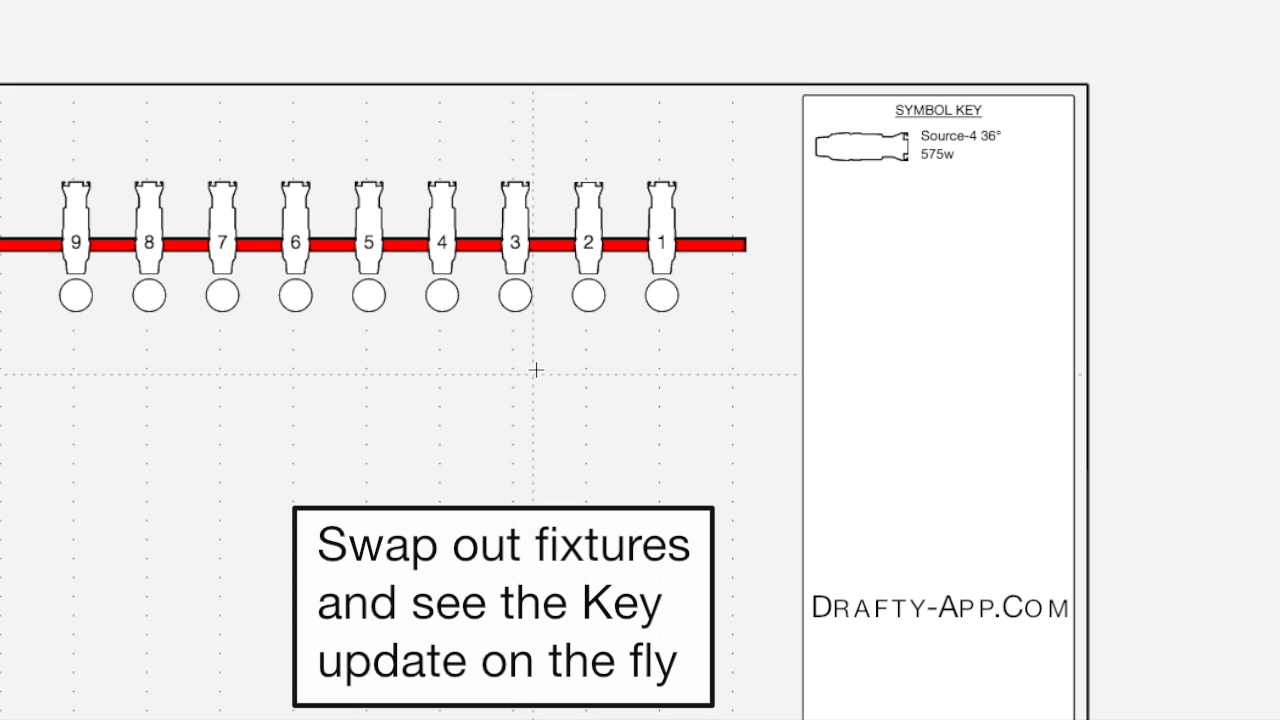 SYMBOL KEY
Source-4 36°
575w
9 8 7 6 5 4 3 2 1
Swap out fixtures
and see the Key
update on the fly
DRAFTY-APP.COM